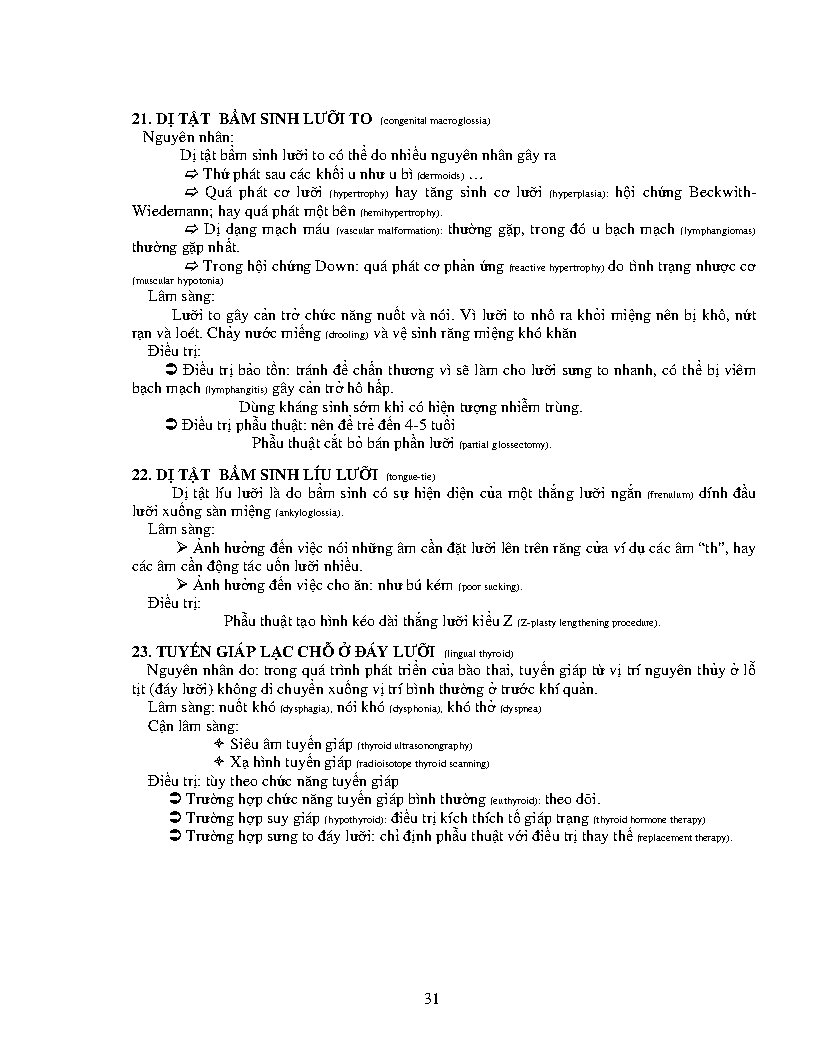 21. DỊ TẬT BẨM SINH LƯỠI TO (congenital macroglossia)
Nguyên nhân:
Dị tật bẩm sinh lưỡi to có thể do nhiều nguyên nhân gây ra
⇨ Thứ phát sau các khối u như u bì (dermoids) …
⇨ Quá phát cơ lưỡi (hypertrophy) hay tăng sinh cơ lưỡi (hyperplasia): hội chứng Beckwith-
Wiedemann; hay quá phát một bên (hemihypertrophy).
⇨ Dị dạng mạch máu (vascular malformation): thường gặp, trong đó u bạch mạch (lymphangiomas)
thường gặp nhất.
⇨ Trong hội chứng Down: quá phát cơ phản ứng (reactive hypertrophy) do tình trạng nhược cơ
(muscular hypotonia)
Lâm sàng:
Lưỡi to gây cản trở chức năng nuốt và nói. Vì lưỡi to nhô ra khỏi miệng nên bị khô, nứt
rạn và loét. Chảy nước miếng (drooling) và vệ sinh răng miệng khó khăn
Điều trị:
➲ Điều trị bảo tồn: tránh để chấn thương vì sẽ làm cho lưỡi sưng to nhanh, có thể bị viêm
bạch mạch (lymphangitis) gây cản trở hô hấp.
Dùng kháng sinh sớm khi có hiện tượng nhiễm trùng.
➲ Điều trị phẫu thuật: nên để trẻ đến 4-5 tuổi
Phẫu thuật cắt bỏ bán phần lưỡi (partial glossectomy).
22. DỊ TẬT BẨM SINH LÍU LƯỠI (tongue-tie)
Dị tật líu lưỡi là do bẩm sinh có sự hiện diện của một thắng lưỡi ngắn (frenulum) dính đầu
lưỡi xuống sàn miệng (ankyloglossia).
Lâm sàng:
➢ Ảnh hưởng đến việc nói những âm cần đặt lưỡi lên trên răng cửa ví dụ các âm “th”, hay
các âm cần động tác uốn lưỡi nhiều.
➢ Ảnh hưởng đến việc cho ăn: như bú kém (poor sucking).
Điều trị:
Phẫu thuật tạo hình kéo dài thắng lưỡi kiểu Z (Z-plasty lengthening procedure).
23. TUYẾN GIÁP LẠC CHỖ Ở ĐÁY LƯỠI (lingual thyroid)
Nguyên nhân do: trong quá trình phát triển của bào thai, tuyến giáp từ vị trí nguyên thủy ở lỗ
tịt (đáy lưỡi) không di chuyển xuống vị trí bình thường ở trước khí quản.
Lâm sàng: nuốt khó (dysphagia), nói khó (dysphonia), khó thở (dyspnea)
Cận lâm sàng:
✧ Siêu âm tuyến giáp (thyroid ultrasonongraphy)
✧ Xạ hình tuyến giáp (radioisotope thyroid scanning)
Điều trị: tùy theo chức năng tuyến giáp
➲ Trường hợp chức năng tuyến giáp bình thường (euthyroid): theo dõi.
➲ Trường hợp suy giáp (hypothyroid): điều trị kích thích tố giáp trạng (thyroid hormone therapy)
➲ Trường hợp sưng to đáy lưỡi: chỉ định phẫu thuật với điều trị thay thế (replacement therapy).
31